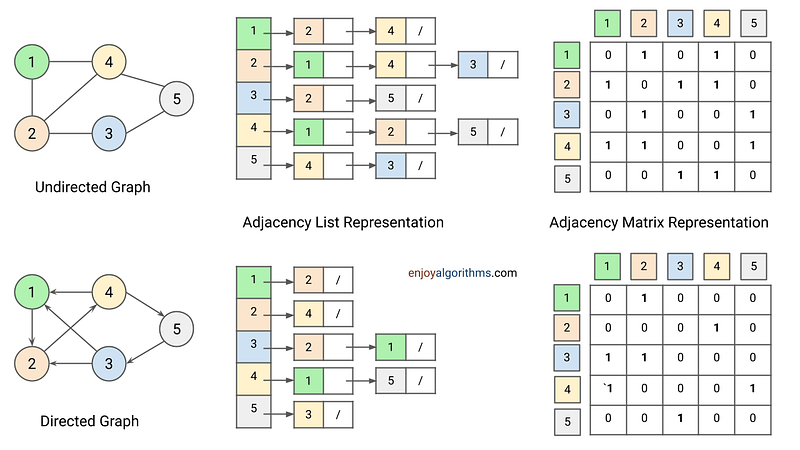 1 4
5
2 3
Undirected Graph
1 2 4 /
2 1 4 3 /
3 2 5 /
4 1 2 5 /
5 4 3 /
Adjacency List Representation
1 2 3 4 5
1 0 1 0 1 0
2 1 0 1 1 0
3 0 1 0 0 1
4 1 1 0 0 1
5 0 0 1 1 0
Adjacency Matrix Representation
1 4
5
2 3
Directed Graph
1 2 /
2 4 /
3 2 1 /
4 1 5 /
5 3 /
enjoyalgorithms.com
1 2 3 4 5
1 0 1 0 0 0
2 0 0 0 1 0
3 1 1 0 0 0
4 `1 0 0 0 1
5 0 0 1 0 0